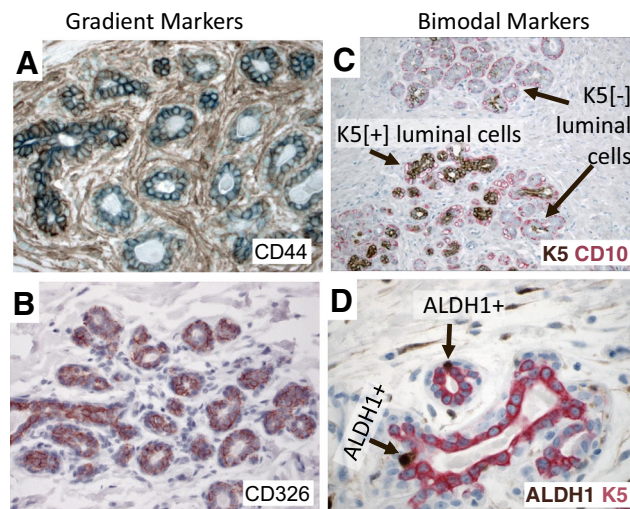 Gradient Markers
Bimodal Markers
A
CD44
C
K5[-]
luminal
cells
K5[+] luminal cells
K5 CD10
B
CD326
D
ALDH1+
ALDH1+
ALDH1 K5